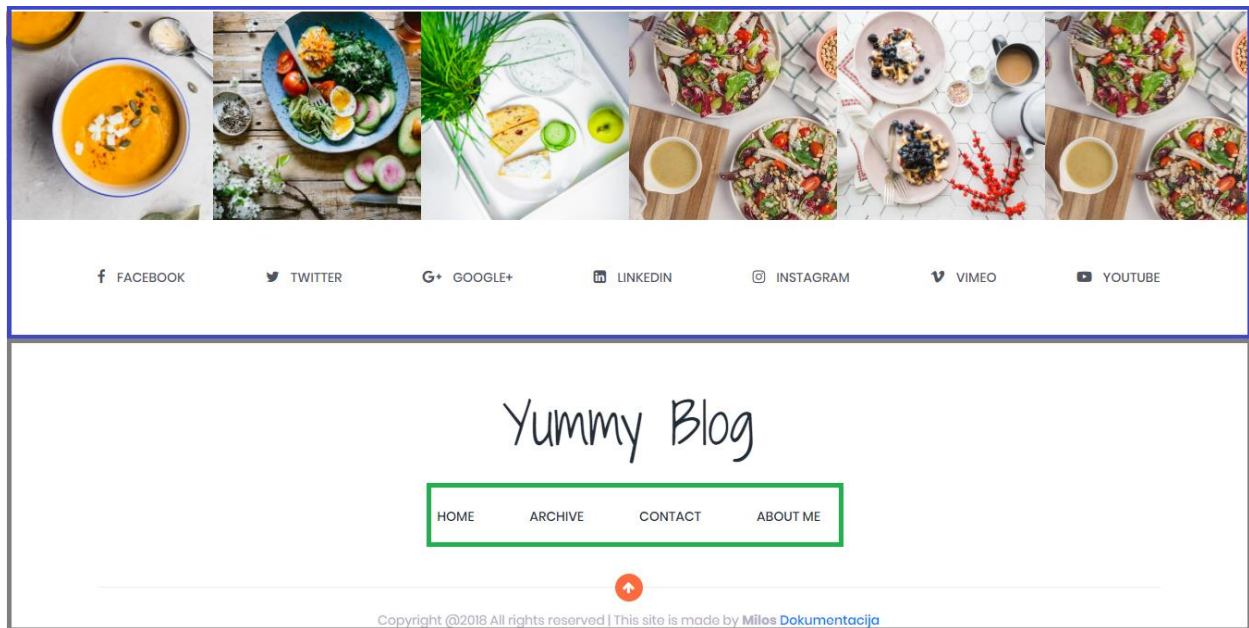 FACEBOOK TWITTER GOOGLE+ LINKEDIN INSTAGRAM VIMEO YOUTUBE
Yummy Blog
HOME ARCHIVE CONTACT ABOUT ME
Copyright @2018 All rights reserved | This site is made by Milos Dokumentacija